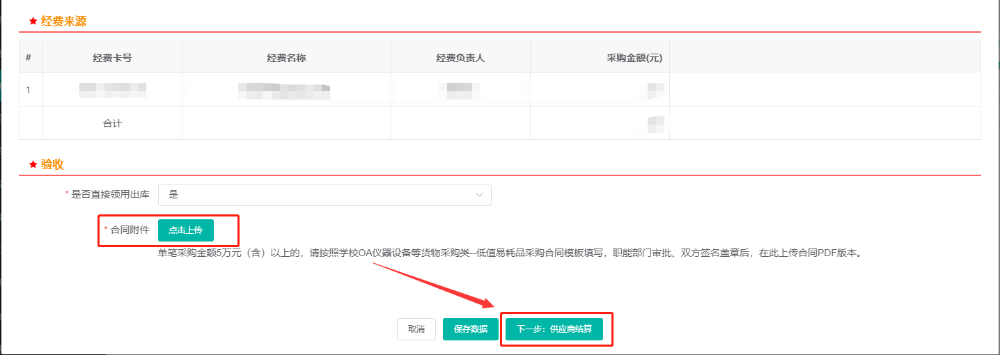 ★ 经费来源
# 经费卡号 经费名称 经费负责人 采购金额(元)
1
合计
★ 验收
* 是否直接领用出库 是
* 合同附件 点击上传
单笔采购金额5万元（含）以上的，请按照学校OA仪器设备等货物采购类--低值易耗品采购合同模板填写，职能部门审批、双方签名盖章后，在此上传合同PDF版本。
取消 保存数据 下一步：供应商结算